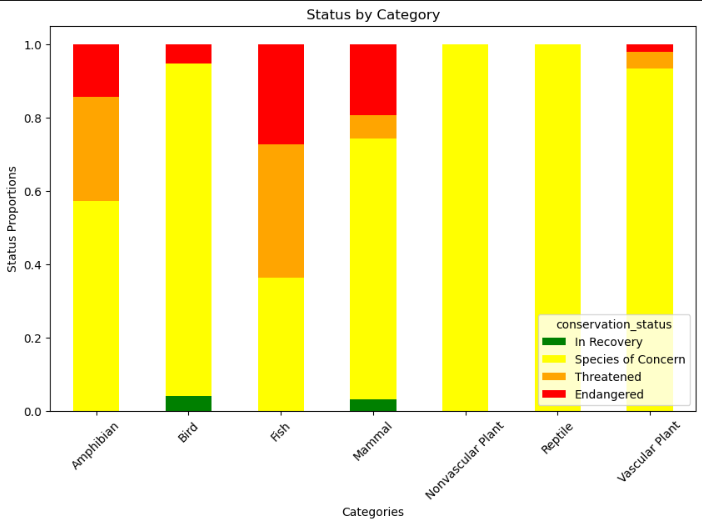 Status by Category
Status Proportions
1.0
0.8
0.6
0.4
0.2
0.0
conservation_status
In Recovery
Species of Concern
Threatened
Endangered
Amphibian
Bird
Fish
Mammal
Nonvascular Plant
Reptile
Vascular Plant
Categories